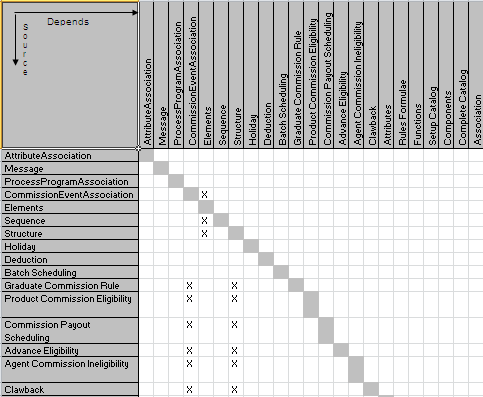 Depends
Source
AttributeAssociation
Message
ProcessProgramAssociation
CommissionEventAssociation
Elements
Sequence
Structure
Holiday
Deduction
Batch Scheduling
Graduate Commission Rule
Product Commission Eligibility
Commission Payout Scheduling
Advance Eligibility
Agent Commission Ineligibility
Clawback
Attributes
Rules Formulae
Functions
Setup Catalog
Components
Complete Catalog
Association
AttributeAssociation
Message
ProcessProgramAssociation
CommissionEventAssociation X
Elements
Sequence X
Structure X
Holiday
Deduction
Batch Scheduling
Graduate Commission Rule X X
Product Commission Eligibility X X
Commission Payout X X
Scheduling
Advance Eligibility X X
Agent Commission Ineligibility X X
Clawback X X